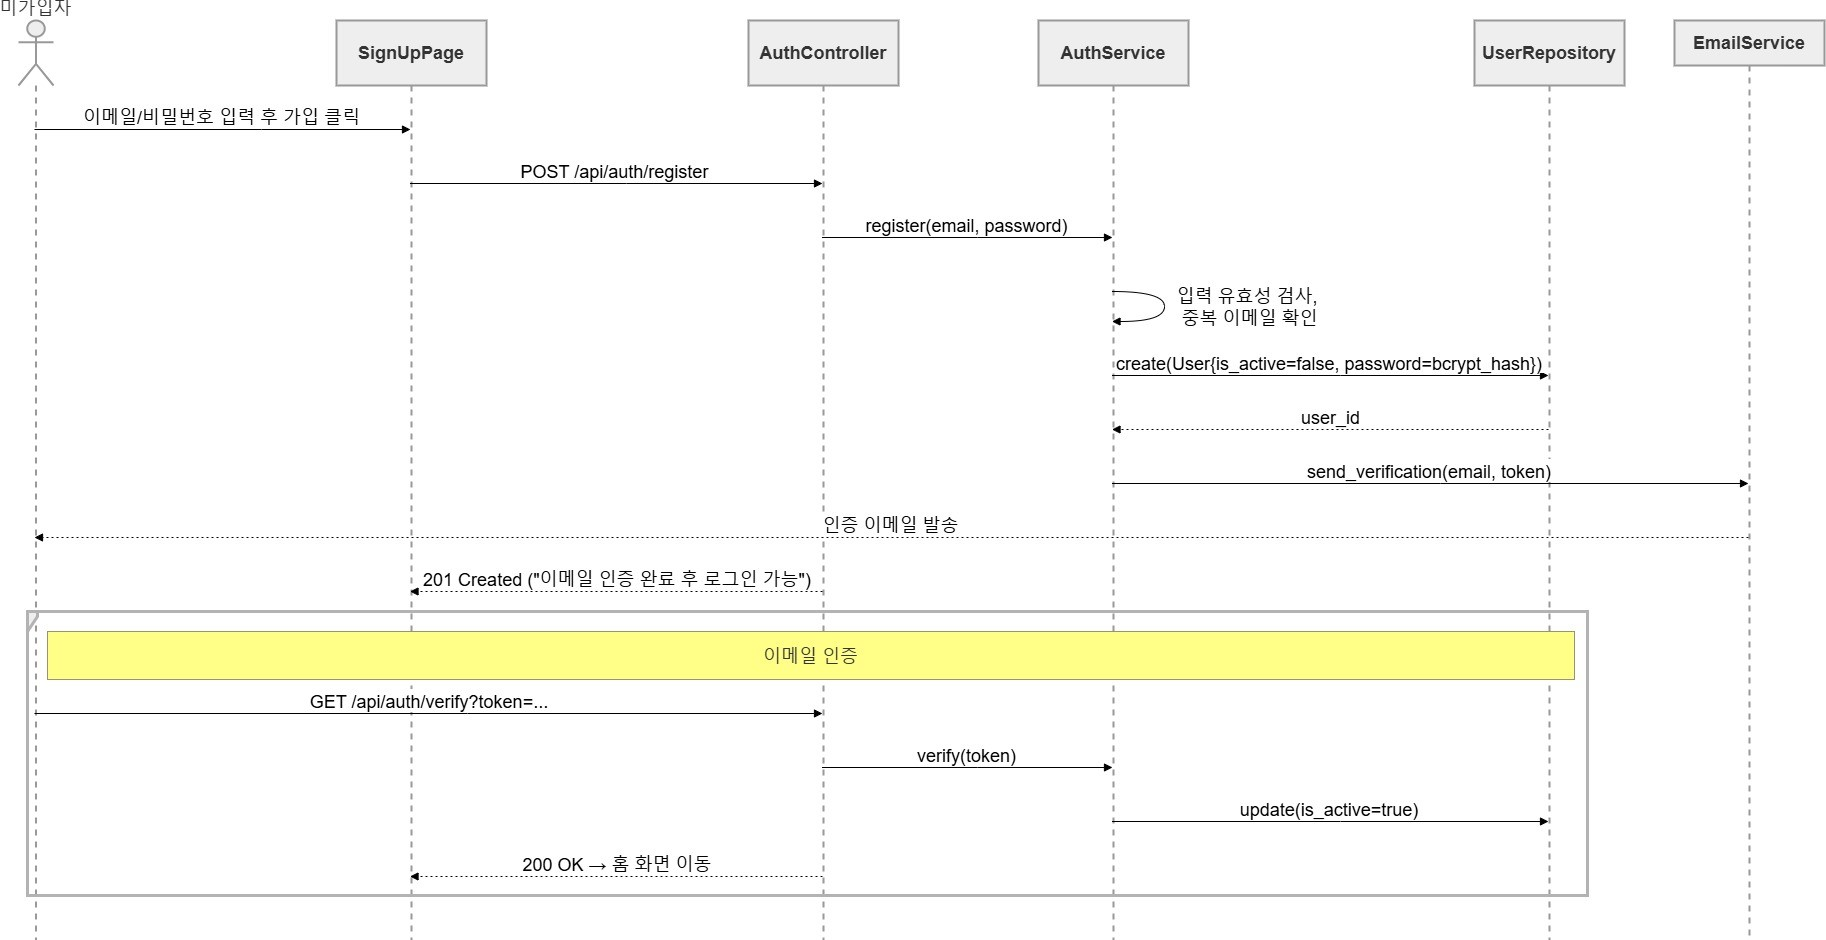 미가입자
SignUpPage
AuthController
AuthService
UserRepository
EmailService
이메일/비밀번호 입력 후 가입 클릭
POST /api/auth/register
register(email, password)
입력 유효성 검사,
중복 이메일 확인
create(User{is_active=false, password=bcrypt_hash})
user_id
send_verification(email, token)
인증 이메일 발송
201 Created ("이메일 인증 완료 후 로그인 가능")
이메일 인증
GET /api/auth/verify?token=...
verify(token)
update(is_active=true)
200 OK → 홈 화면 이동